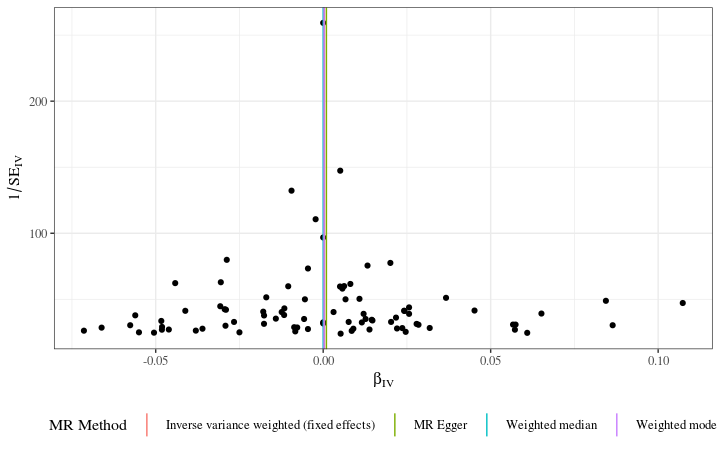 200
100
1/SE_IV
-0.05
0.00
0.05
0.10
β_IV
MR Method
Inverse variance weighted (fixed effects)
MR Egger
Weighted median
Weighted mode